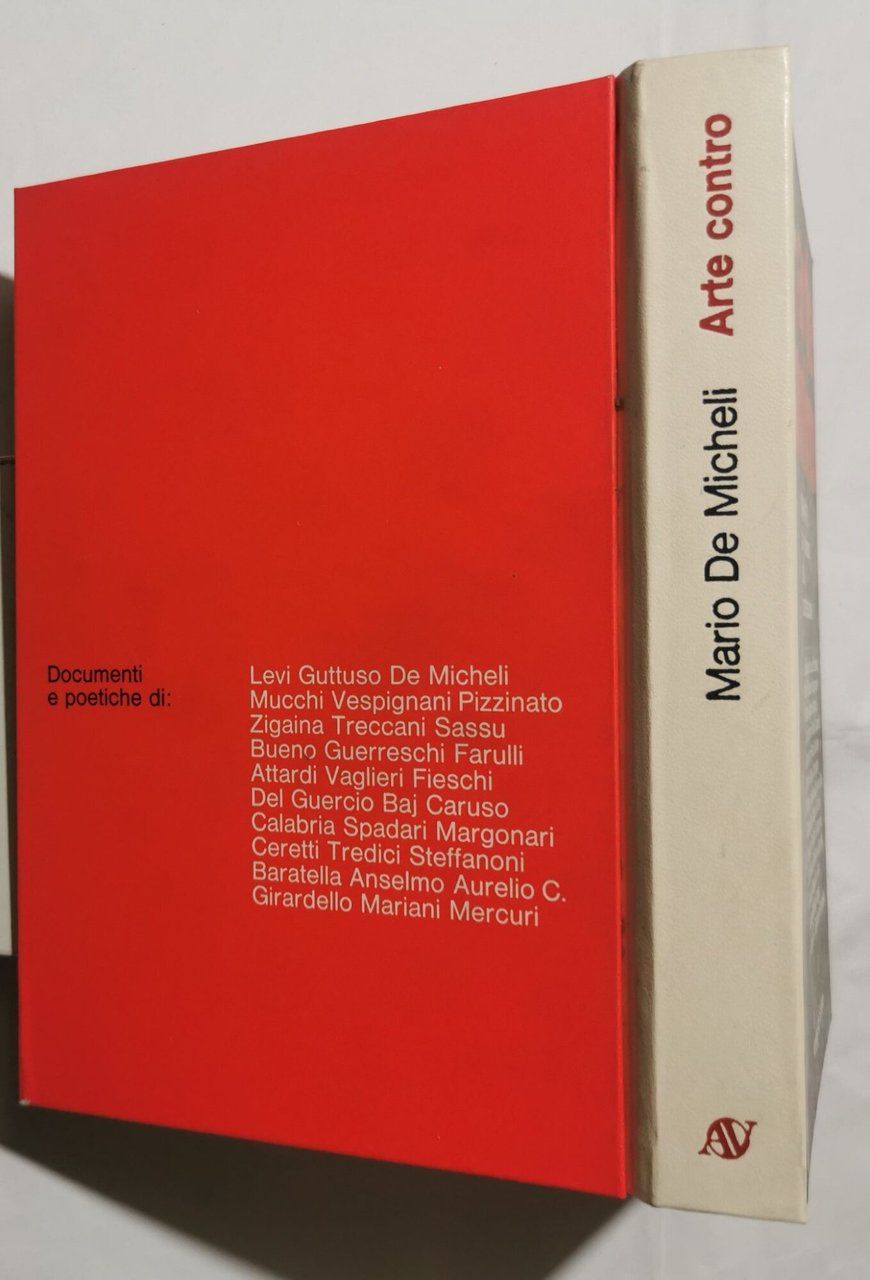 Documenti
e poetiche di:
Levi Guttuso De Micheli
Mucchi Vespignani Pizzinato
Zigaina Treccani Sassu
Bueno Guerreschi Farulli
Attardi Vaglieri Fieschi
Del Guercio Baj Caruso
Calabria Spadari Margonari
Ceretti Tredici Steffanoni
Baratella Anselmo Aurelio C.
Girardello Mariani Mercuri
Mario De Micheli Arte contro